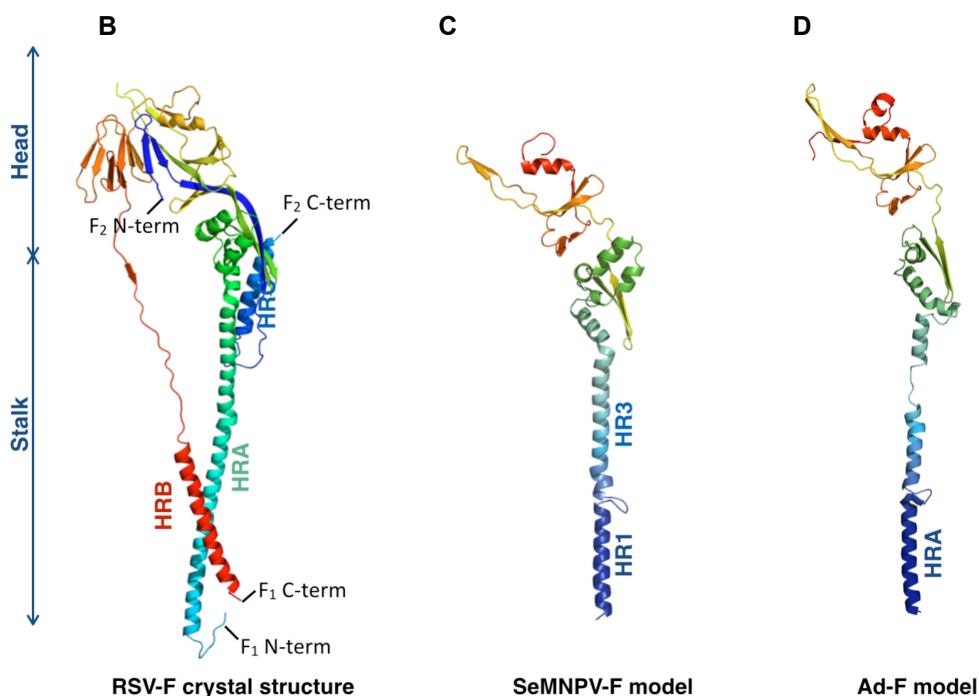 B
C
D
Head
Stalk
F2 N-term
F2 C-term
HRC
HRA
HRB
F1 C-term
F1 N-term
HR3
HR1
HRA
RSV-F crystal structure
SeMNPV-F model
Ad-F model